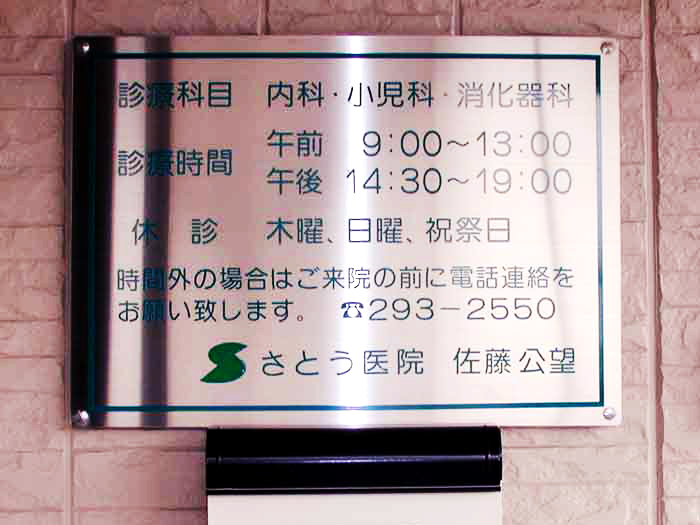 診療科目 内科・小児科・消化器科
診療時間 午前 9:00〜13:00
午後 14:30〜19:00
休診 木曜、日曜、祝祭日
時間外の場合はご来院の前に電話連絡を
お願い致します。 ☎293−2550
さとう医院 佐藤公望